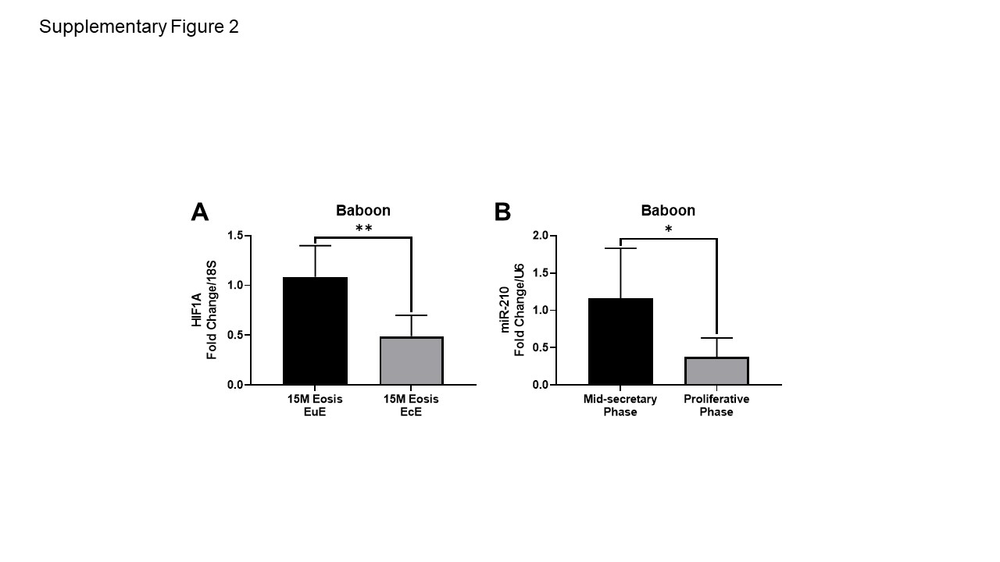 Supplementary Figure 2
A
Baboon
**
1.5
1.0
0.5
0.0
HIF1A
Fold Change/18S
15M Eosis
EuE
15M Eosis
EcE
B
Baboon
*
2.0
1.5
1.0
0.5
0.0
miR-210
Fold Change/U6
Mid-secretary
Phase
Proliferative
Phase